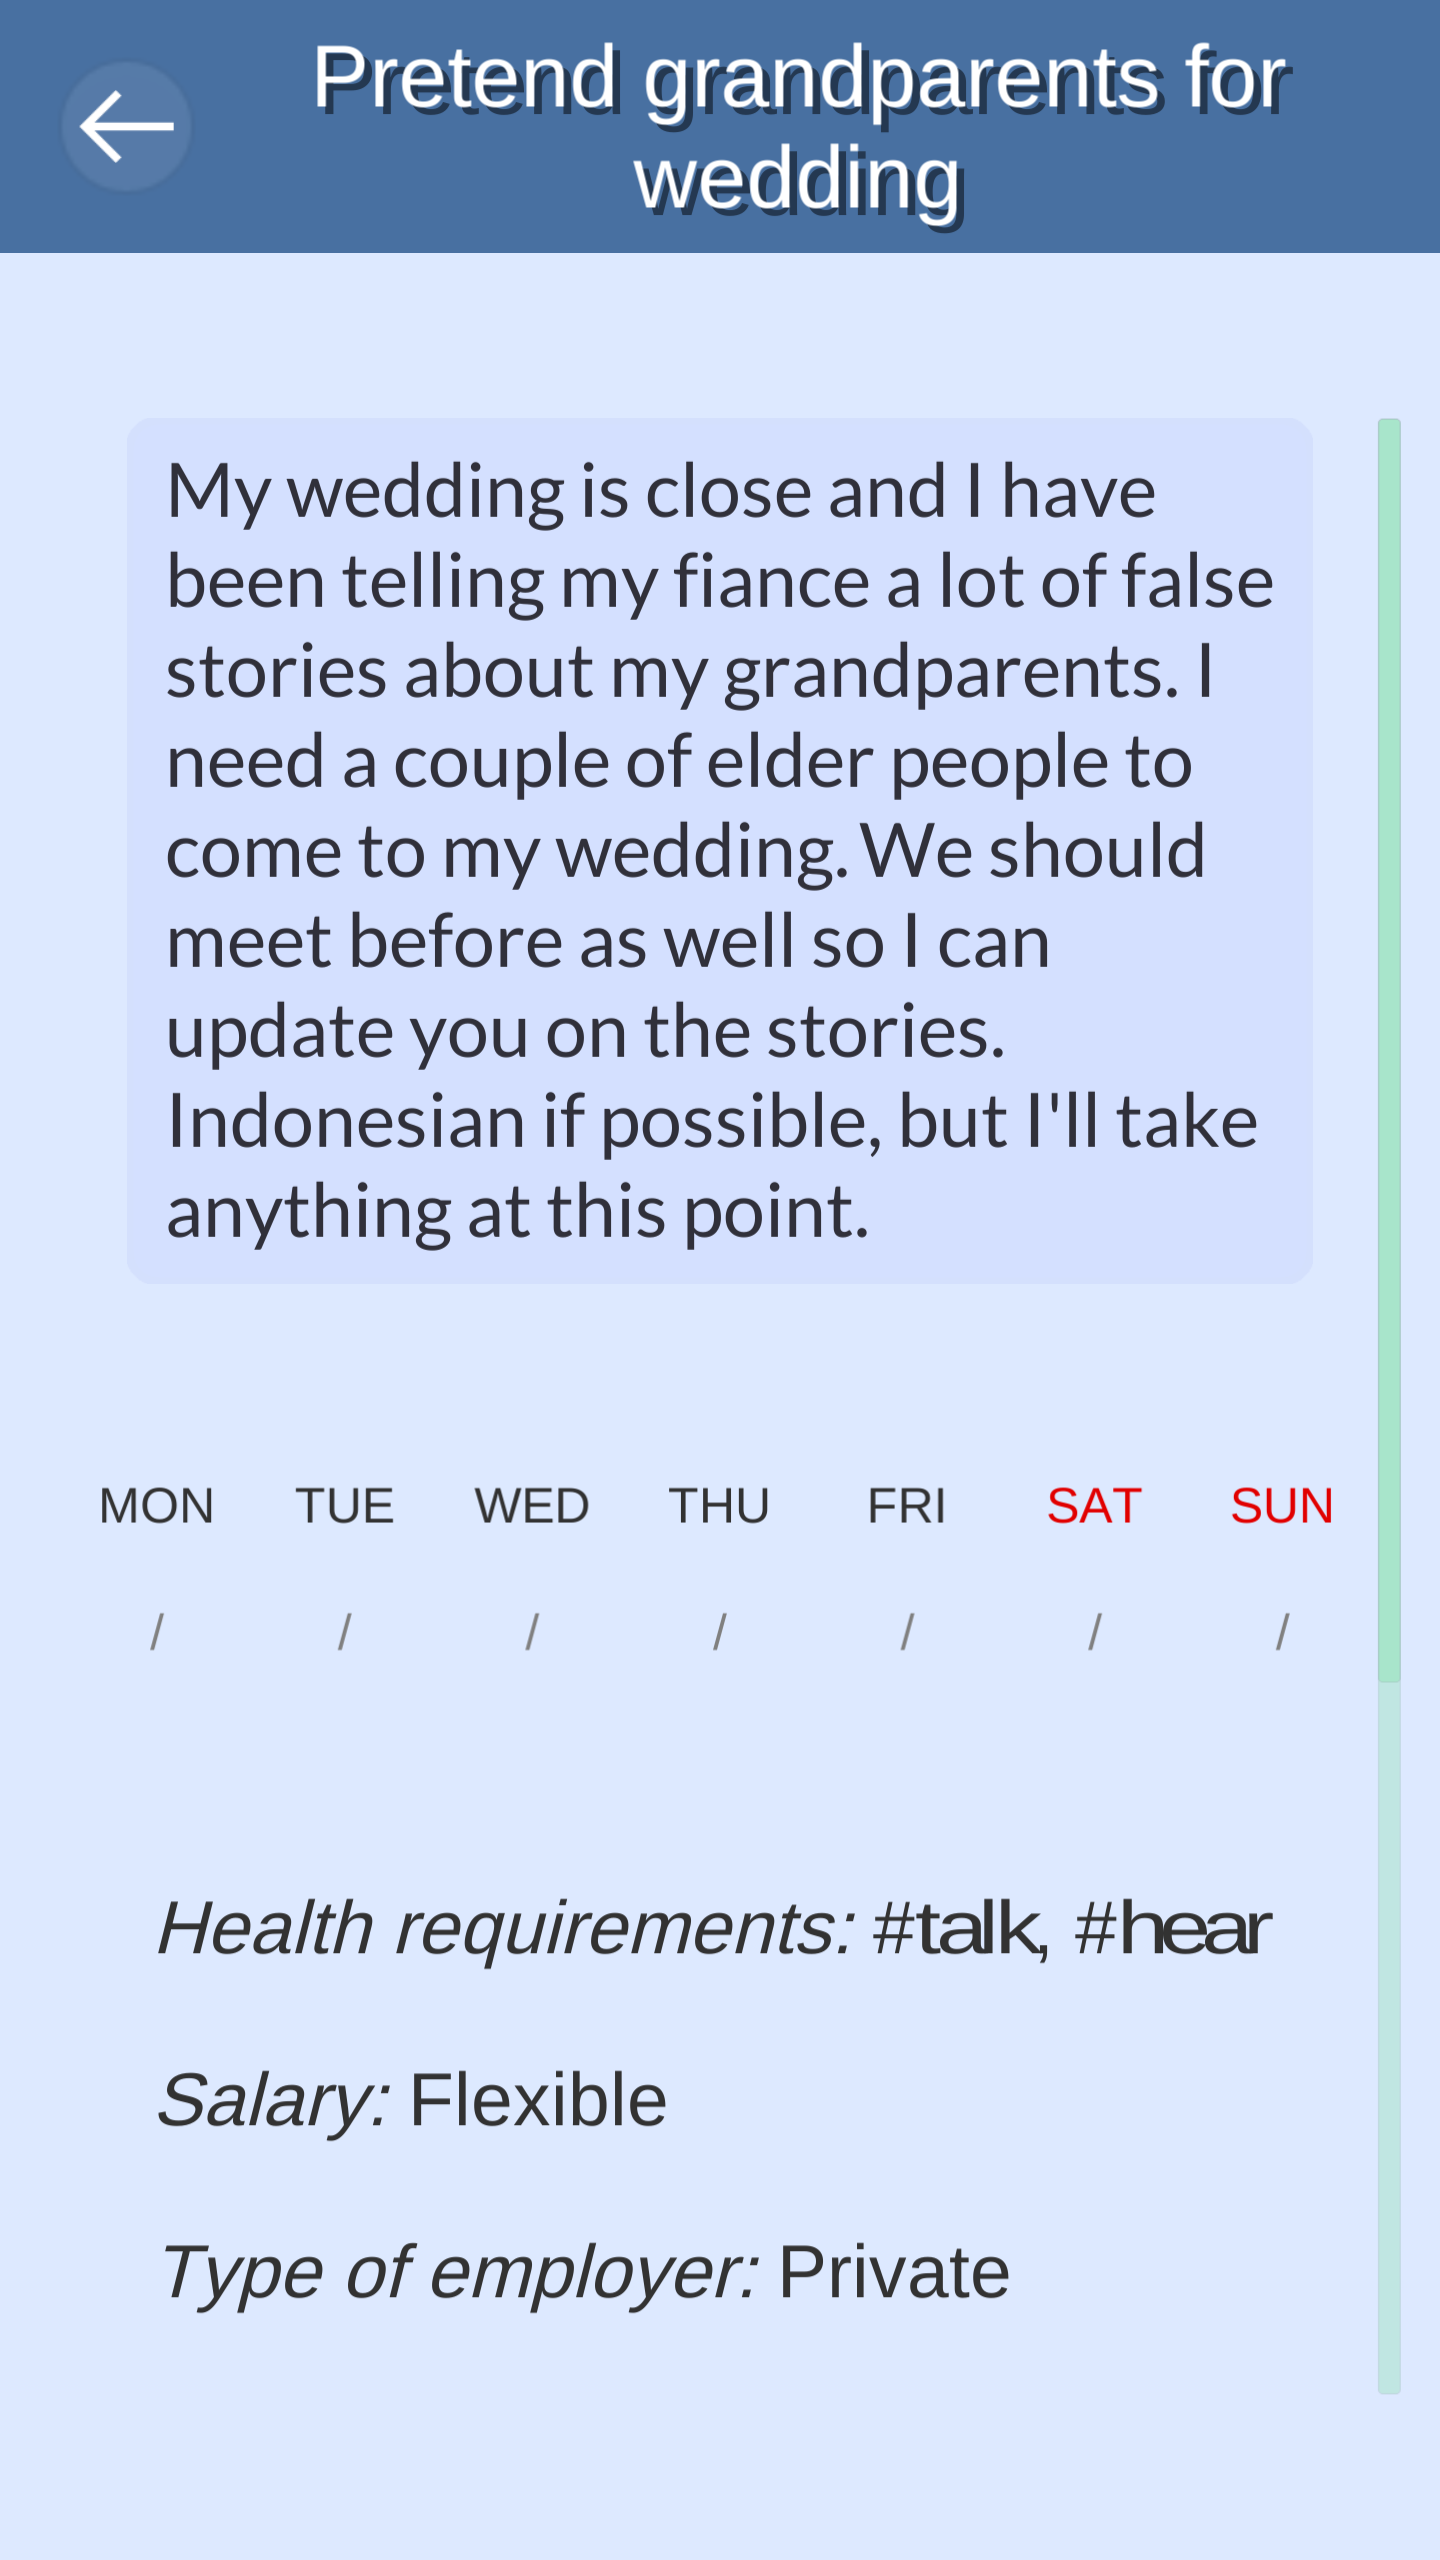 Pretend grandparents for
wedding
My wedding is close and I have
been telling my fiance a lot of false
stories about my grandparents. I
need a couple of elder people to
come to my wedding. We should
meet before as well so I can
update you on the stories.
Indonesian if possible, but I'll take
anything at this point.
MON TUE WED THU FRI SAT SUN
/ / / / / / /
Health requirements: #talk, #hear
Salary: Flexible
Type of employer: Private